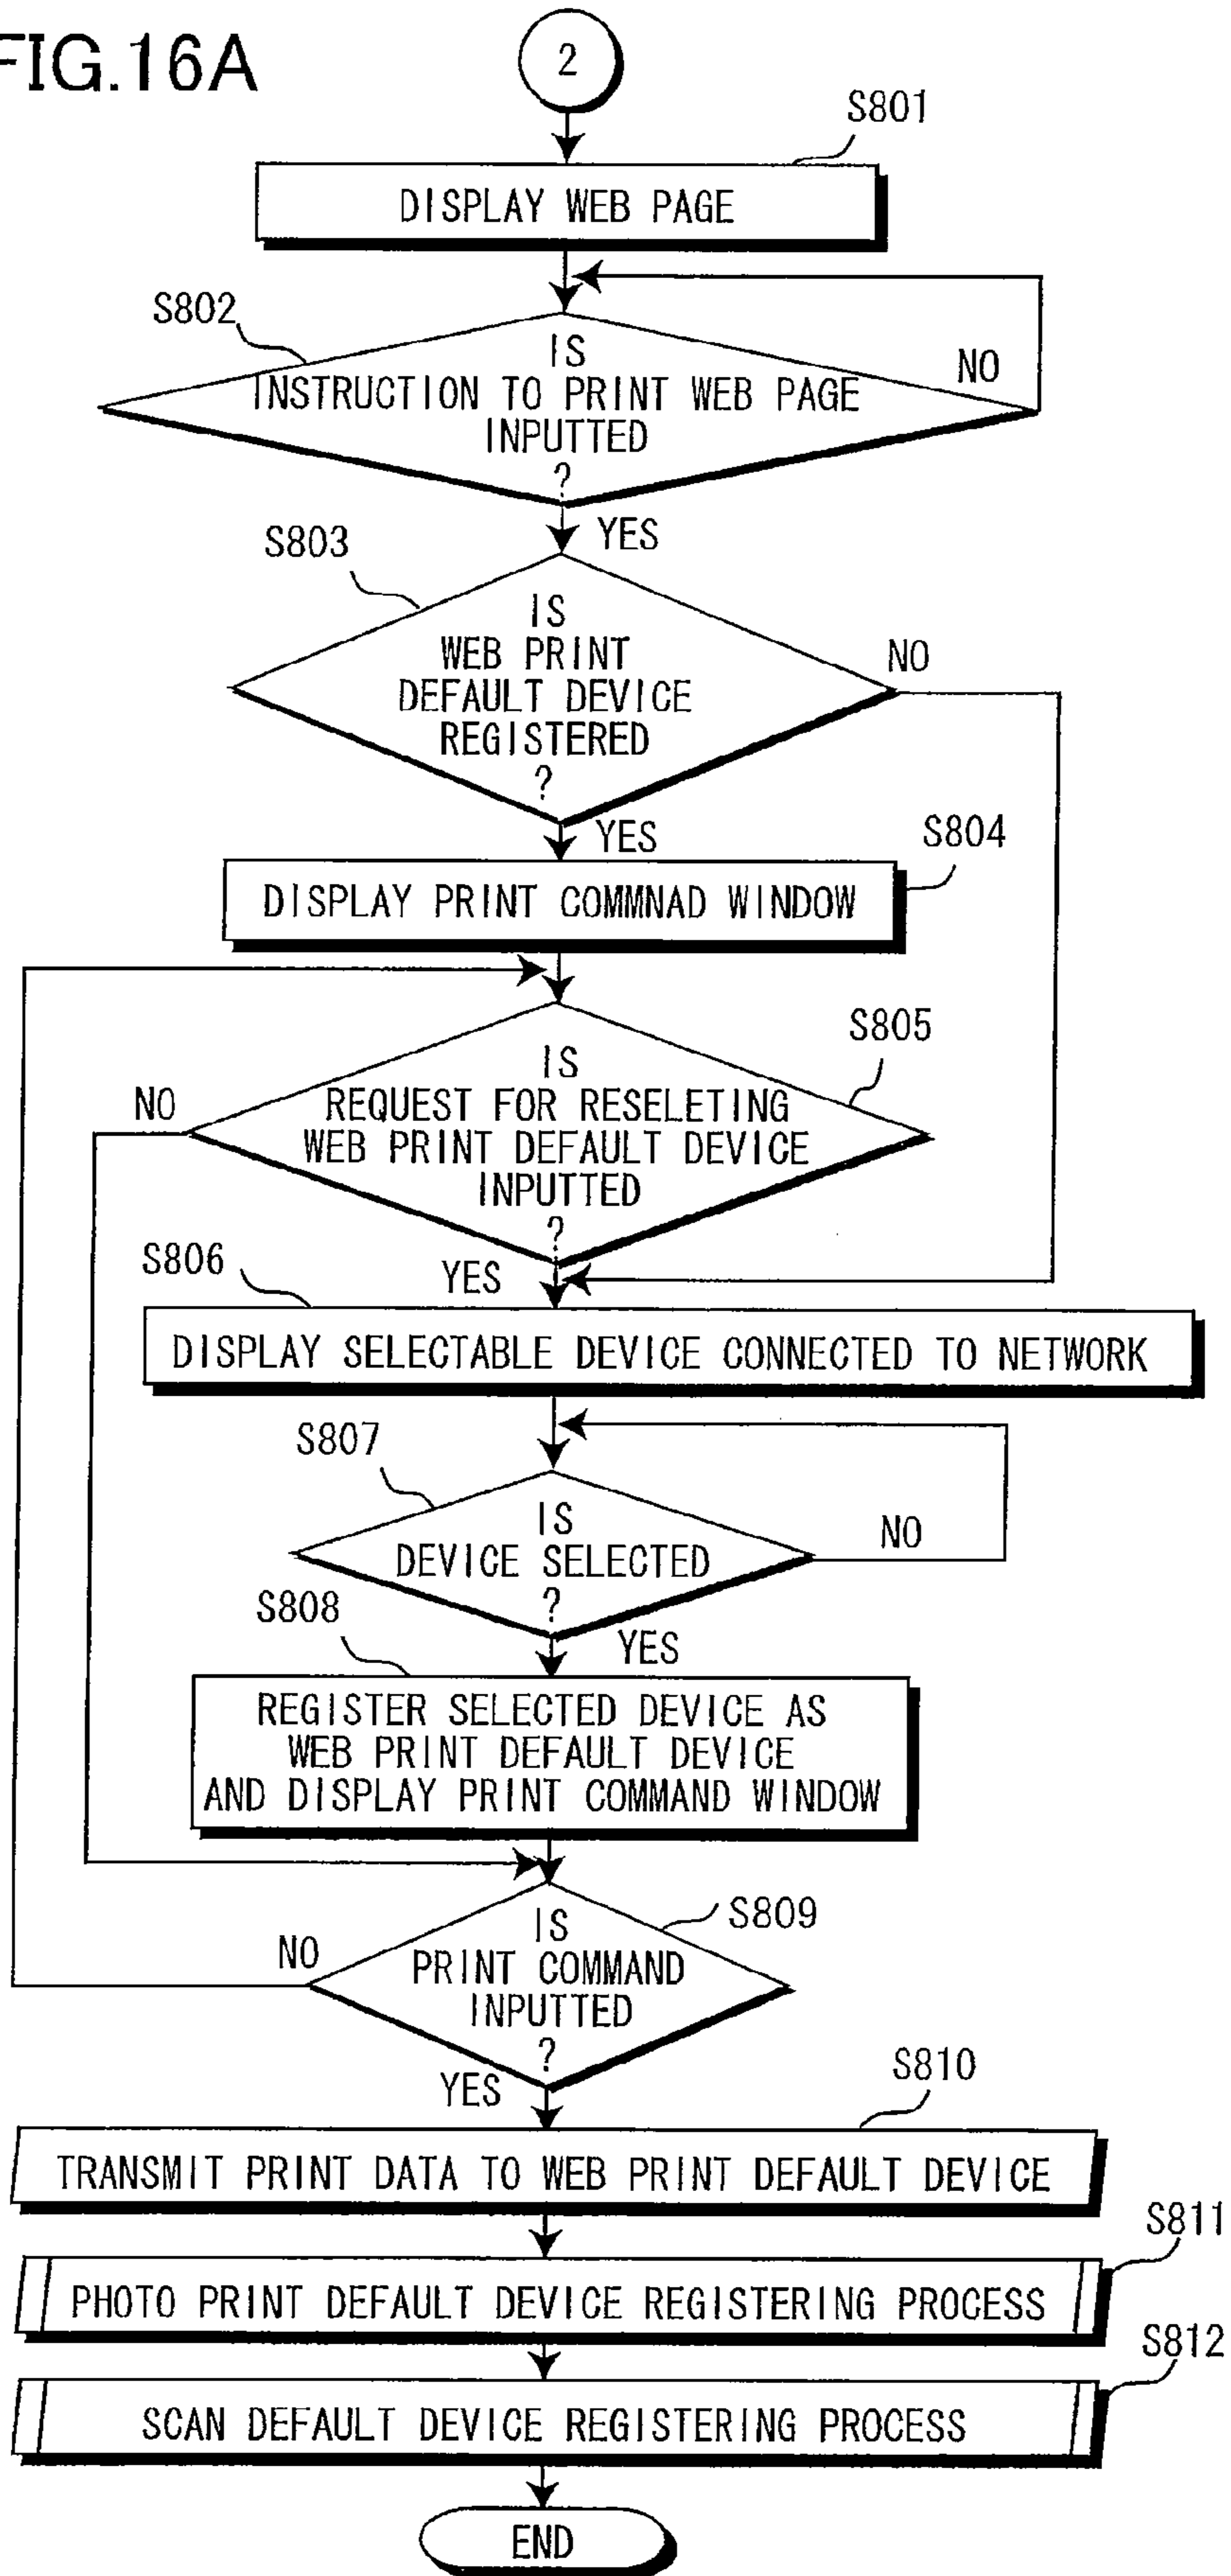 FIG.16A
2
S801
DISPLAY WEB PAGE
S802
IS
INSTRUCTION TO PRINT WEB PAGE
INPUTTED
?
NO
YES
S803
IS
WEB PRINT
DEFAULT DEVICE
REGISTERED
?
NO
YES
S804
DISPLAY PRINT COMMNAD WINDOW
S805
IS
REQUEST FOR RESELETING
WEB PRINT DEFAULT DEVICE
INPUTTED
?
NO
YES
S806
DISPLAY SELECTABLE DEVICE CONNECTED TO NETWORK
S807
IS
DEVICE SELECTED
?
NO
YES
S808
REGISTER SELECTED DEVICE AS
WEB PRINT DEFAULT DEVICE
AND DISPLAY PRINT COMMAND WINDOW
S809
IS
PRINT COMMAND
INPUTTED
?
NO
YES
S810
TRANSMIT PRINT DATA TO WEB PRINT DEFAULT DEVICE
S811
PHOTO PRINT DEFAULT DEVICE REGISTERING PROCESS
S812
SCAN DEFAULT DEVICE REGISTERING PROCESS
END